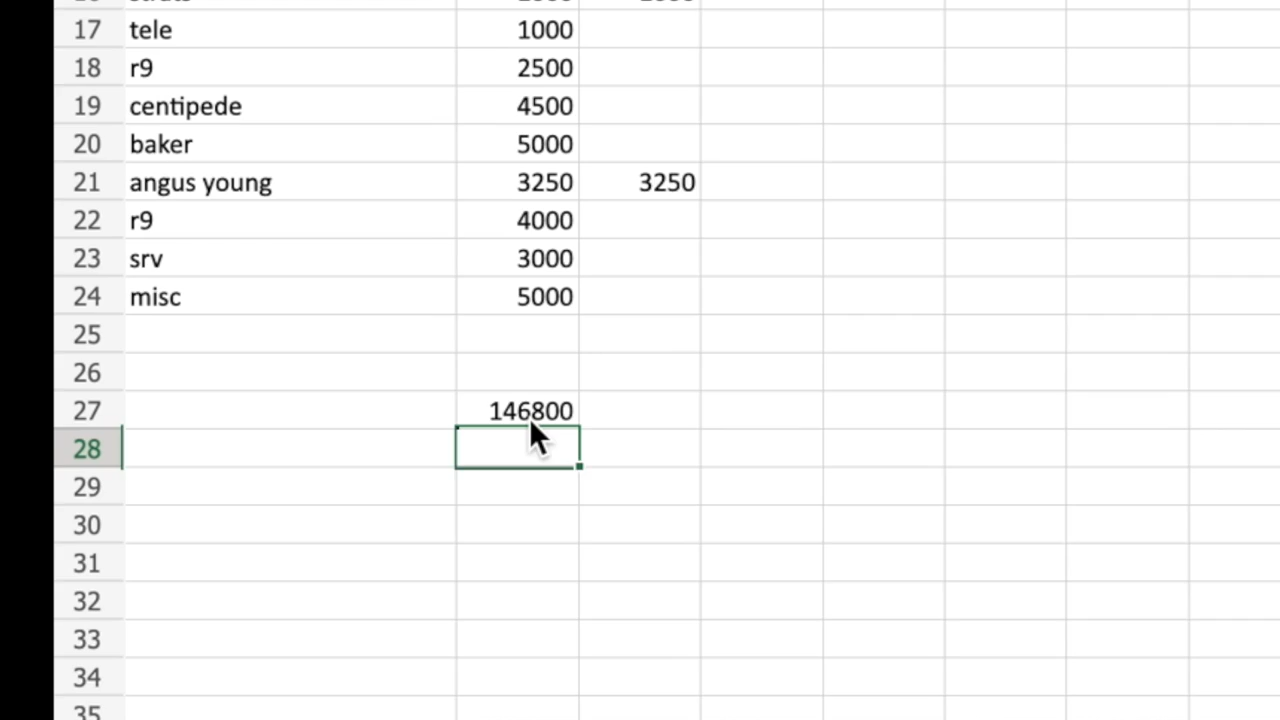 17 tele 1000
18 r9 2500
19 centipede 4500
20 baker 5000
21 angus young 3250 3250
22 r9 4000
23 srv 3000
24 misc 5000
25
26
27 146800
28
29
30
31
32
33
34
35